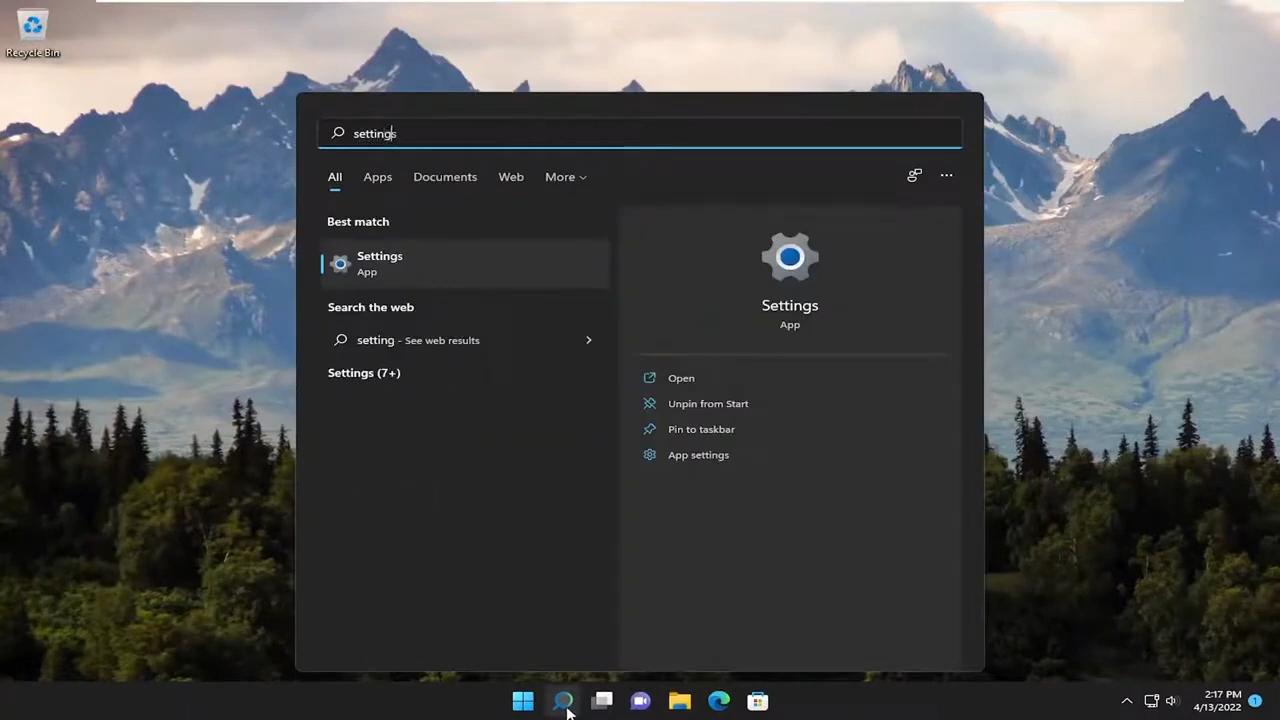 Recycle Bin
settings
All Apps Documents Web More
Best match
Settings
App
Search the web
setting - See web results
Settings (7+)
Settings
App
Open
Unpin from Start
Pin to taskbar
App settings
2:17 PM
4/13/2022
1